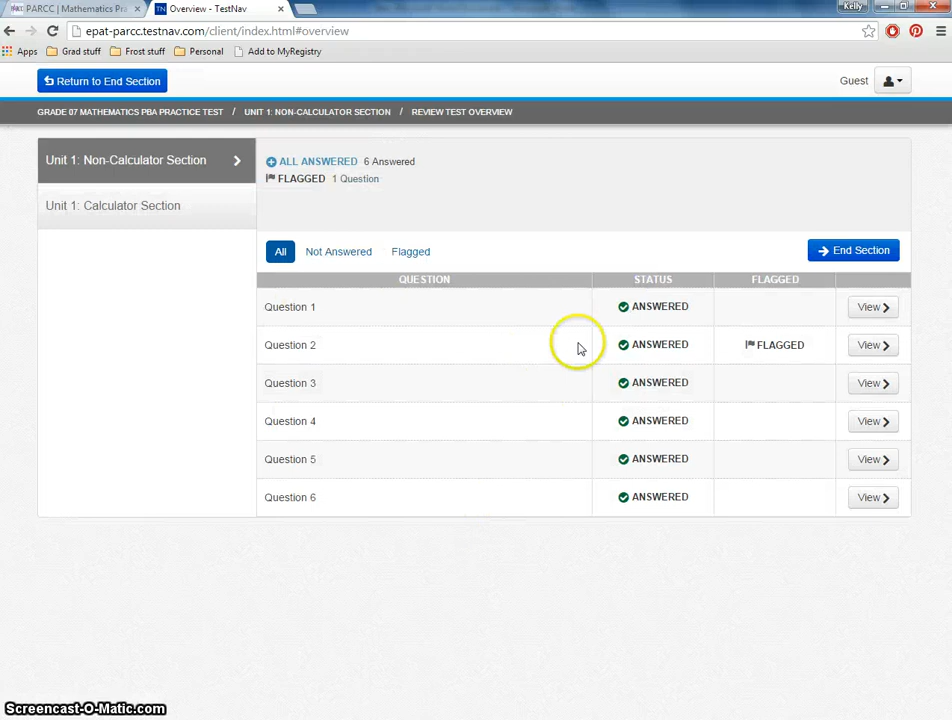 PARCC | Mathematics Pra
Overview - TestNav
Kelly
epat-parcc.testnav.com/client/index.html#overview
Apps Grad stuff Frost stuff Personal Add to MyRegistry
Return to End Section
Guest
GRADE 07 MATHEMATICS PBA PRACTICE TEST / UNIT 1: NON-CALCULATOR SECTION / REVIEW TEST OVERVIEW
Unit 1: Non-Calculator Section
Unit 1: Calculator Section
ALL ANSWERED 6 Answered
FLAGGED 1 Question
All Not Answered Flagged End Section
QUESTION STATUS FLAGGED
Question 1 ANSWERED View
Question 2 ANSWERED FLAGGED View
Question 3 ANSWERED View
Question 4 ANSWERED View
Question 5 ANSWERED View
Question 6 ANSWERED View
Screencast-O-Matic.com